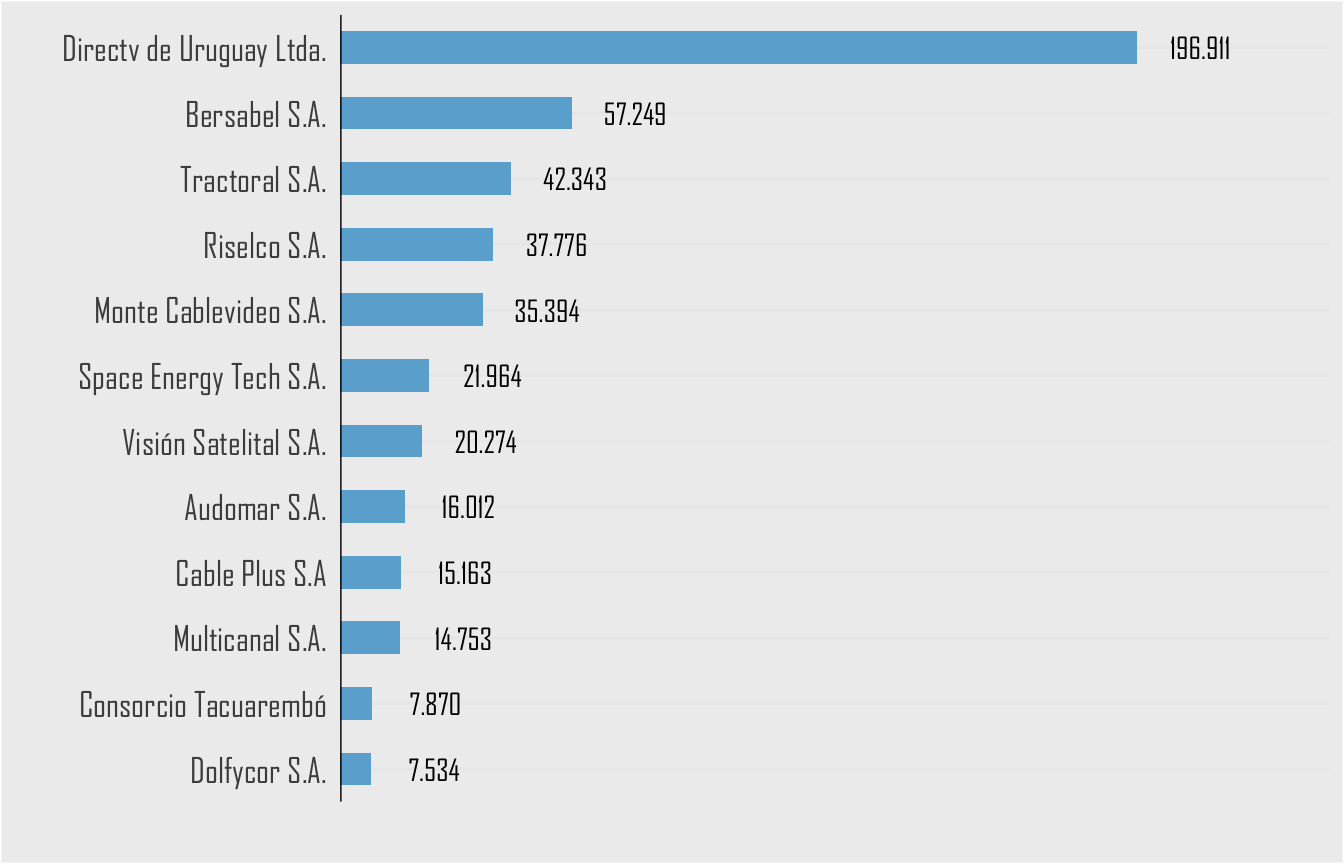 Directv de Uruguay Ltda. 196.911
Bersabel S.A. 57.249
Tractoral S.A. 42.343
Riselco S.A. 37.776
Monte Cablevideo S.A. 35.394
Space Energy Tech S.A. 21.964
Visión Satelital S.A. 20.274
Audomar S.A. 16.012
Cable Plus S.A 15.163
Multicanal S.A. 14.753
Consorcio Tacuarembó 7.870
Dolfycor S.A. 7.534